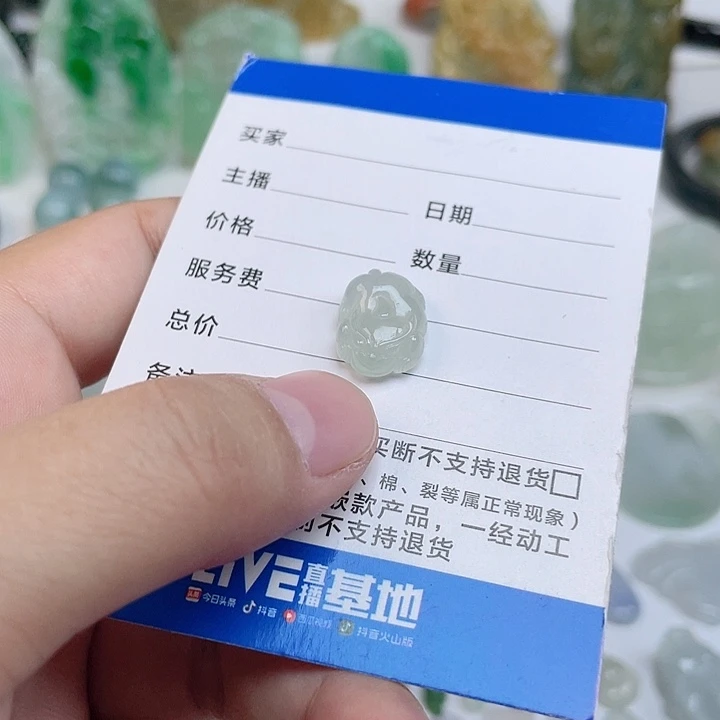 买家
主播 日期
价格 数量
服务费
总价
备注
买断不支持退货□
、棉、裂等属正常现象）
嵌款产品，一经动工
不支持退货
LIVE直播基地
今日头条 抖音 西瓜视频 抖音火山版